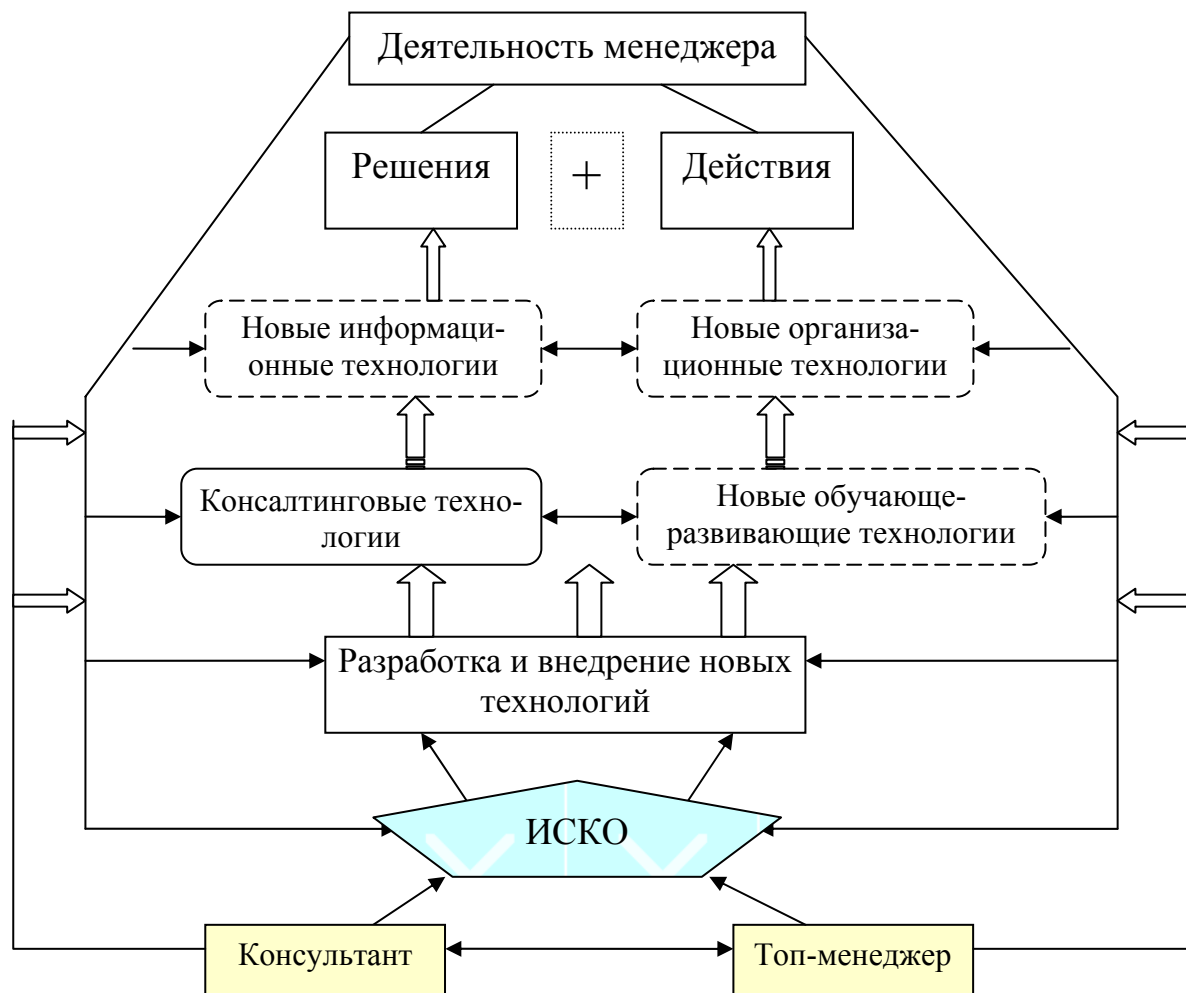 Деятельность менеджера
Решения
+
Действия
Новые информаци-
онные технологии
Новые организа-
ционные технологии
Консалтинговые техно-
логии
Новые обучающе-
развивающие технологии
Разработка и внедрение новых
технологий
ИСКО
Консультант
Топ-менеджер